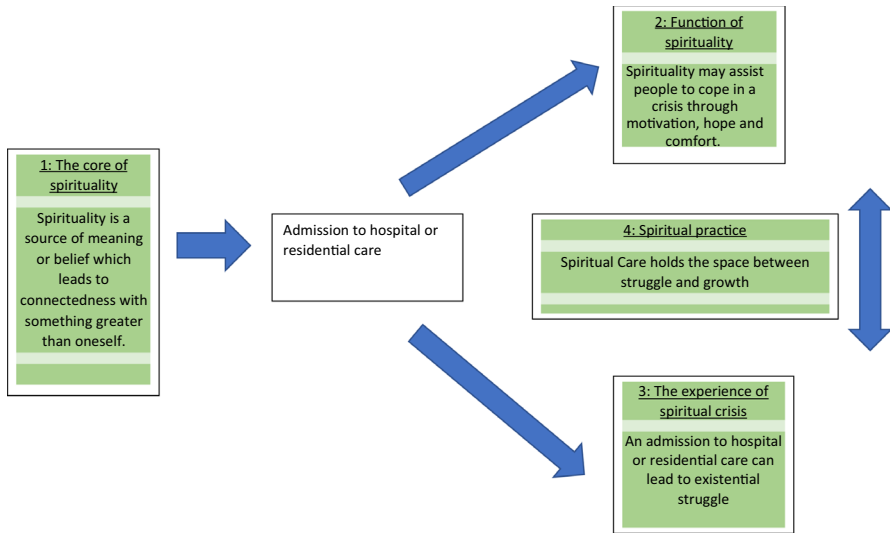 1: The core of
spirituality
Spirituality is a
source of meaning
or belief which
leads to
connectedness with
something greater
than oneself.
Admission to hospital or
residential care
2: Function of
spirituality
Spirituality may assist
people to cope in a
crisis through
motivation, hope and
comfort.
4: Spiritual practice
Spiritual Care holds the space between
struggle and growth
3: The experience of
spiritual crisis
An admission to hospital
or residential care can
lead to existential
struggle